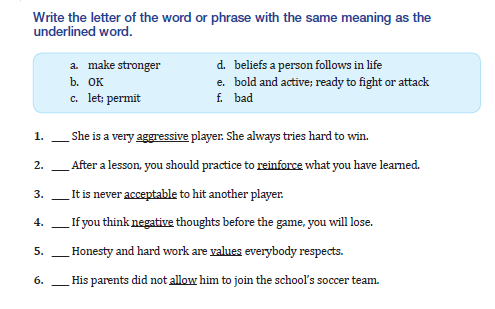 Write the letter of the word or phrase with the same meaning as the
underlined word.
a. make stronger
b. OK
c. let; permit
d. beliefs a person follows in life
e. bold and active; ready to fight or attack
f. bad
1. ___ She is a very aggressive player. She always tries hard to win.
2. ___ After a lesson, you should practice to reinforce what you have learned.
3. ___ It is never acceptable to hit another player.
4. ___ If you think negative thoughts before the game, you will lose.
5. ___ Honesty and hard work are values everybody respects.
6. ___ His parents did not allow him to join the school's soccer team.